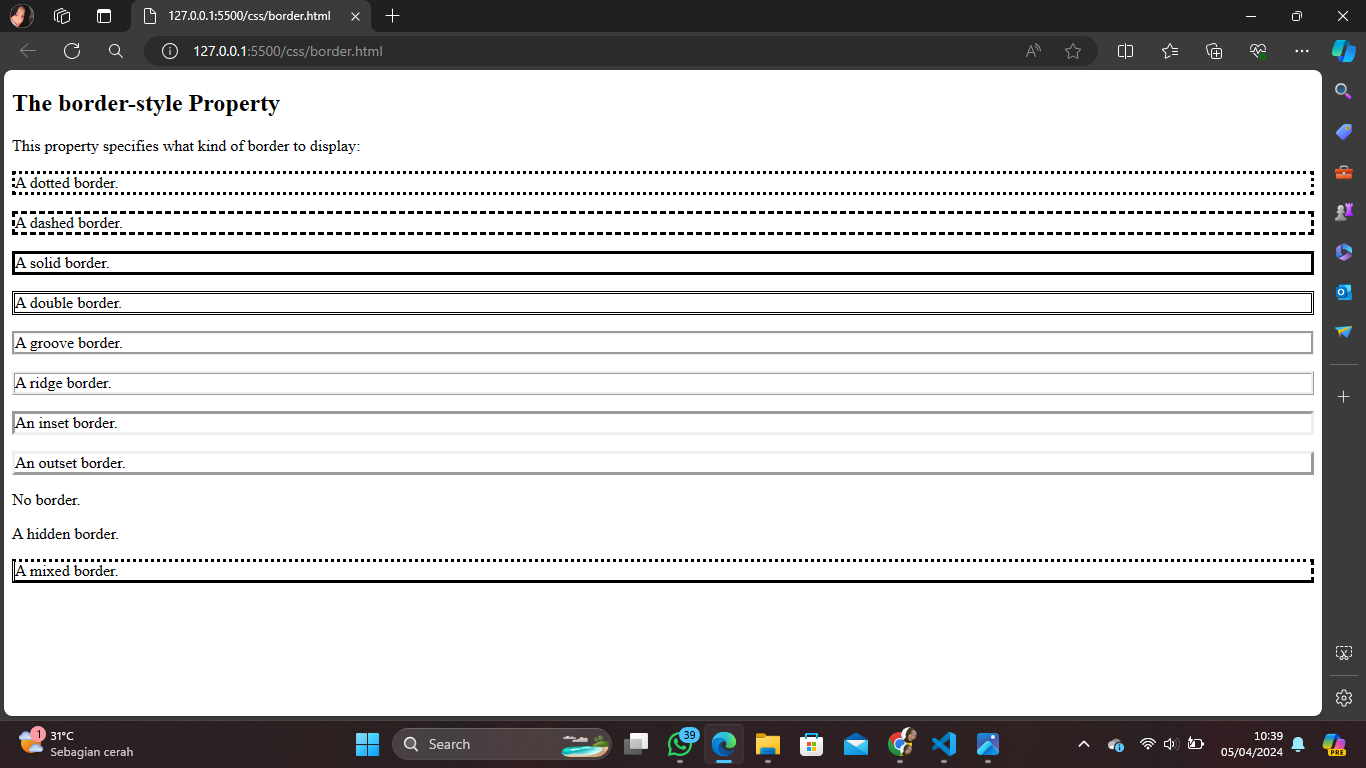 127.0.0.1:5500/css/border.html
127.0.0.1:5500/css/border.html
The border-style Property
This property specifies what kind of border to display:
A dotted border.
A dashed border.
A solid border.
A double border.
A groove border.
A ridge border.
An inset border.
An outset border.
No border.
A hidden border.
A mixed border.
1
31°C
Sebagian cerah
Search
39
10:39
05/04/2024
PRE